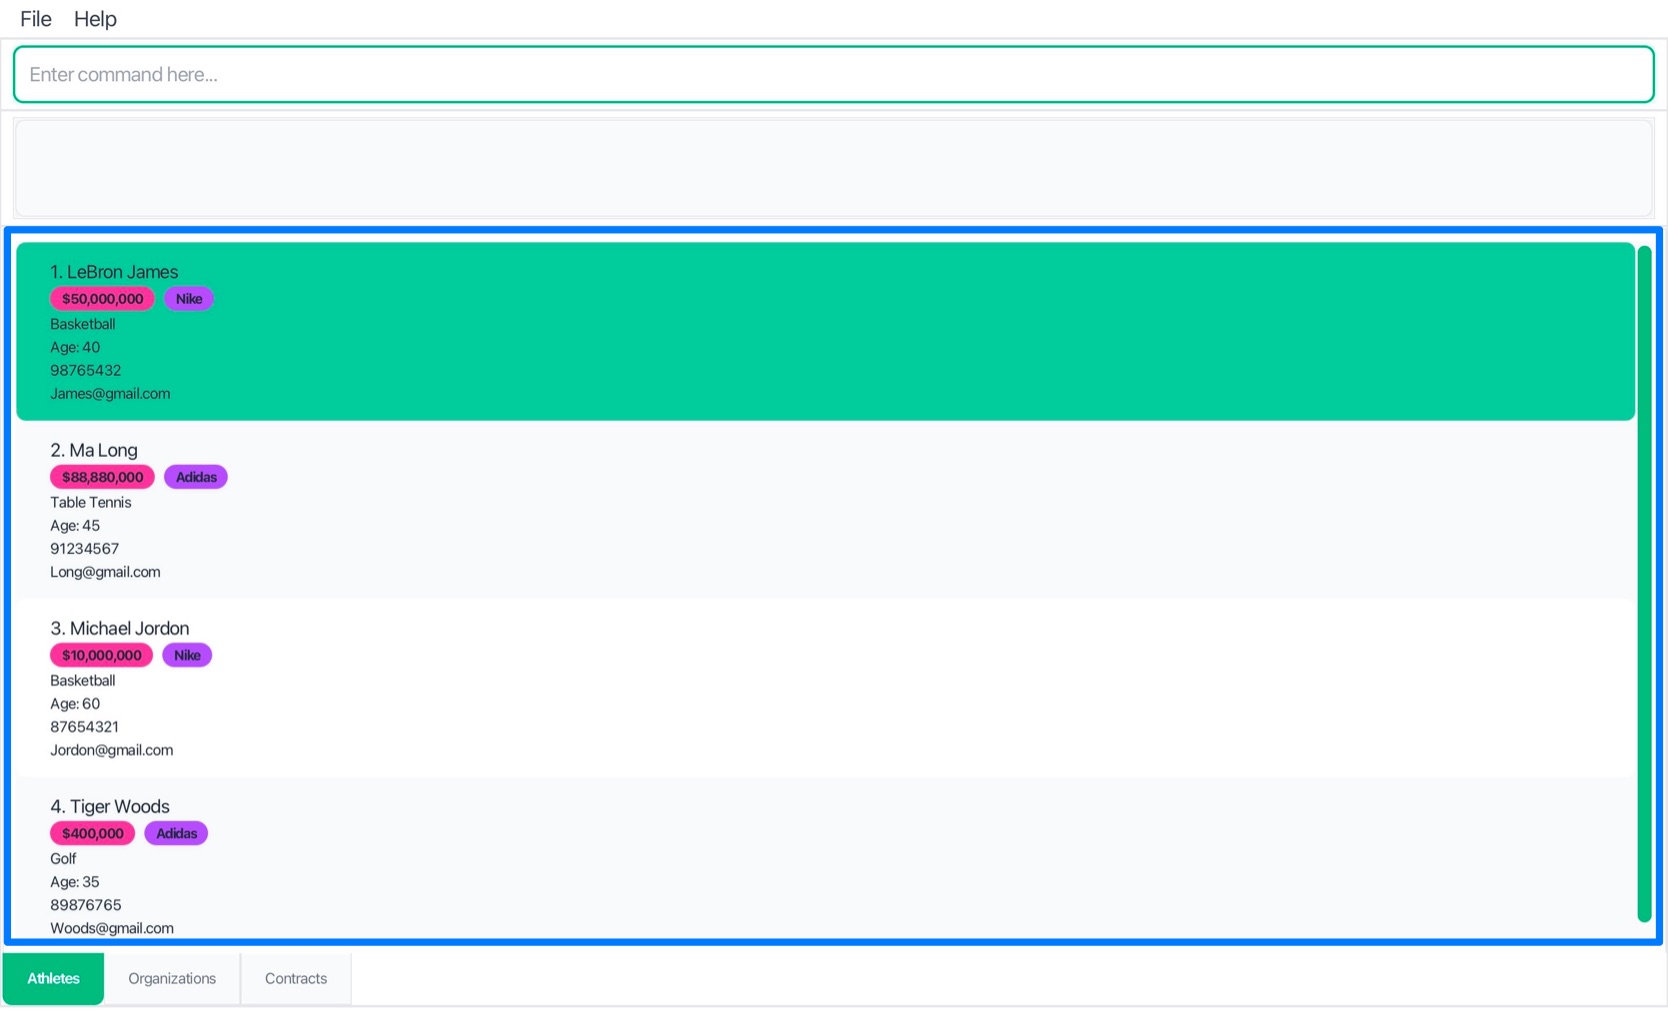 File Help
Enter command here...
1. LeBron James
$50,000,000 Nike
Basketball
Age: 40
98765432
James@gmail.com
2. Ma Long
$88,880,000 Adidas
Table Tennis
Age: 45
91234567
Long@gmail.com
3. Michael Jordon
$10,000,000 Nike
Basketball
Age: 60
87654321
Jordon@gmail.com
4. Tiger Woods
$400,000 Adidas
Golf
Age: 35
89876765
Woods@gmail.com
Athletes Organizations Contracts